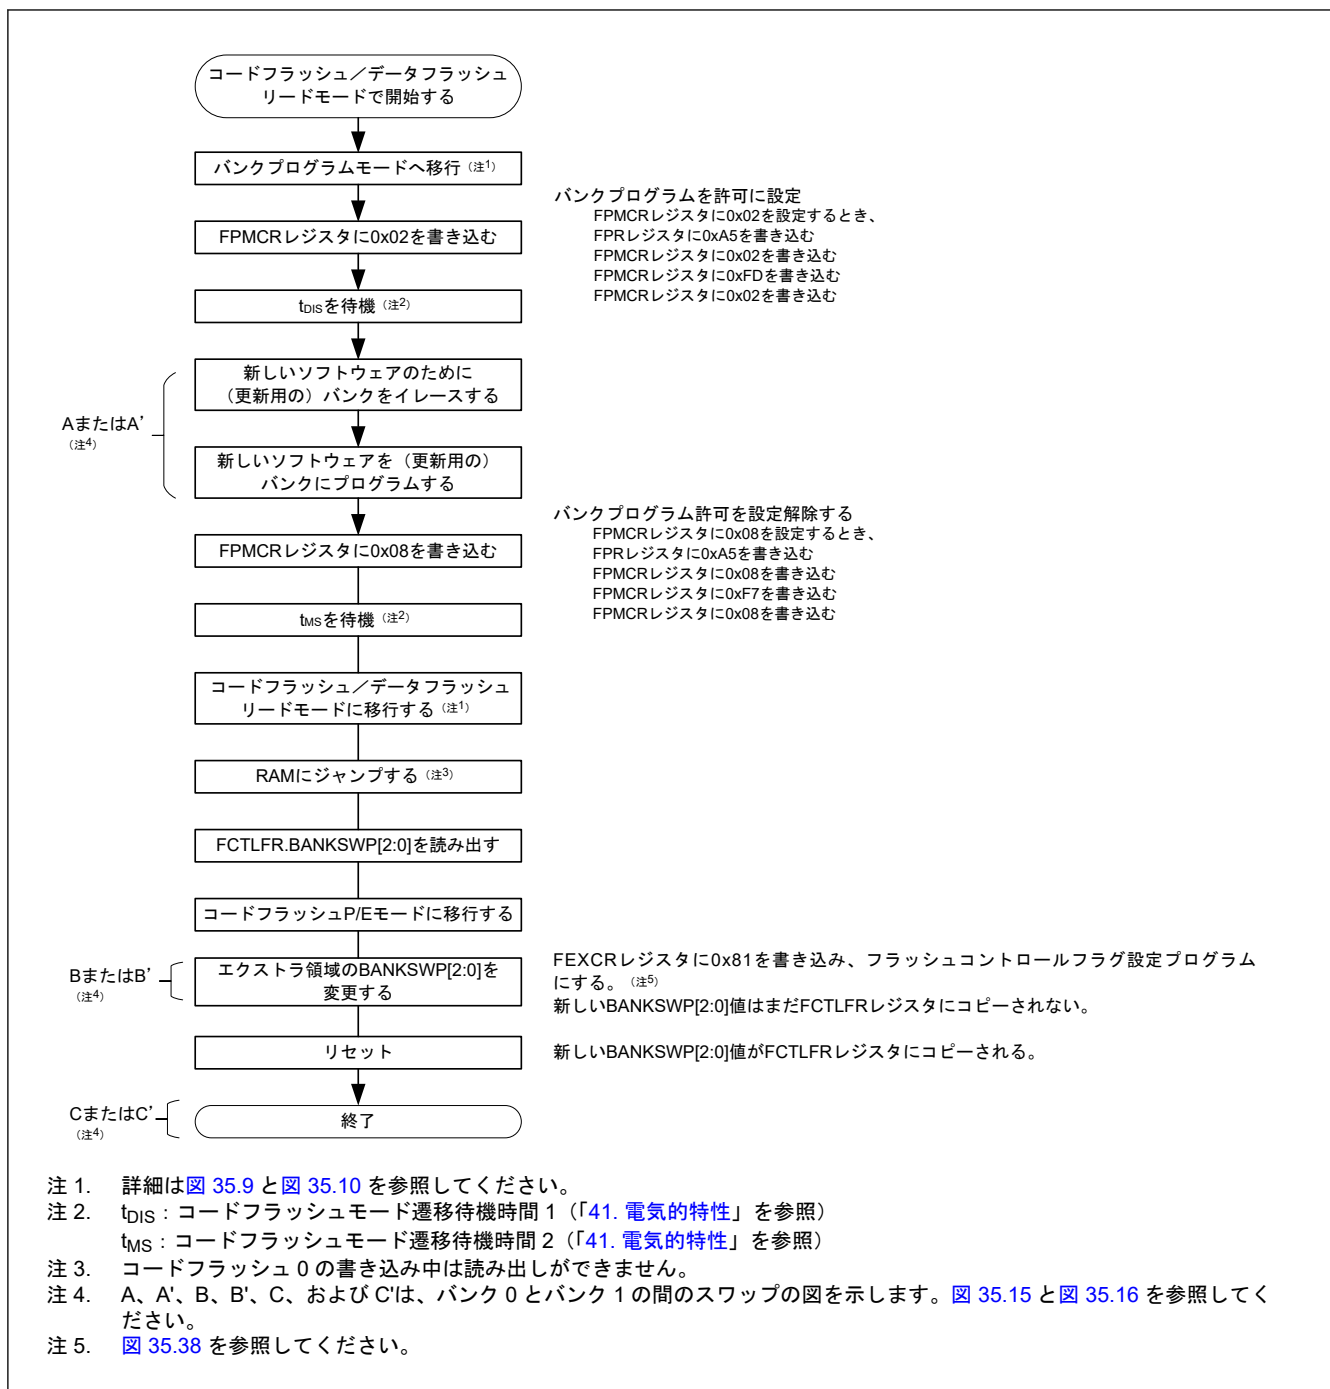 コードフラッシュ／データフラッシュ
リードモードで開始する
バンクプログラムモードへ移行（注1）
FPMCRレジスタに0x02を書き込む
バンクプログラムを許可に設定
FPMCRレジスタに0x02を設定するとき、
FPRレジスタに0xA5を書き込む
FPMCRレジスタに0x02を書き込む
FPMCRレジスタに0xFDを書き込む
FPMCRレジスタに0x02を書き込む
tDISを待機（注2）
新しいソフトウェアのために
（更新用の）バンクをイレースする
AまたはA’
（注4）
新しいソフトウェアを（更新用の）
バンクにプログラムする
FPMCRレジスタに0x08を書き込む
バンクプログラム許可を設定解除する
FPMCRレジスタに0x08を設定するとき、
FPRレジスタに0xA5を書き込む
FPMCRレジスタに0x08を書き込む
FPMCRレジスタに0xF7を書き込む
FPMCRレジスタに0x08を書き込む
tMSを待機（注2）
コードフラッシュ／データフラッシュ
リードモードに移行する（注1）
RAMにジャンプする（注3）
FCTLFR.BANKSWP[2:0]を読み出す
コードフラッシュP/Eモードに移行する
BまたはB’
（注4）
エクストラ領域のBANKSWP[2:0]を
変更する
FEXCRレジスタに0x81を書き込み、フラッシュコントロールフラグ設定プログラム
にする。（注5）
新しいBANKSWP[2:0]値はまだFCTLFRレジスタにコピーされない。
リセット
新しいBANKSWP[2:0]値がFCTLFRレジスタにコピーされる。
CまたはC’
（注4）
終了
注 1. 詳細は図 35.9 と図 35.10 を参照してください。
注 2. tDIS：コードフラッシュモード遷移待機時間 1（「41. 電気的特性」を参照）
tMS：コードフラッシュモード遷移待機時間 2（「41. 電気的特性」を参照）
注 3. コードフラッシュ 0 の書き込み中は読み出しができません。
注 4. A、A'、B、B'、C、および C'は、バンク 0 とバンク 1 の間のスワップの図を示します。図 35.15 と図 35.16 を参照してく
ださい。
注 5. 図 35.38 を参照してください。